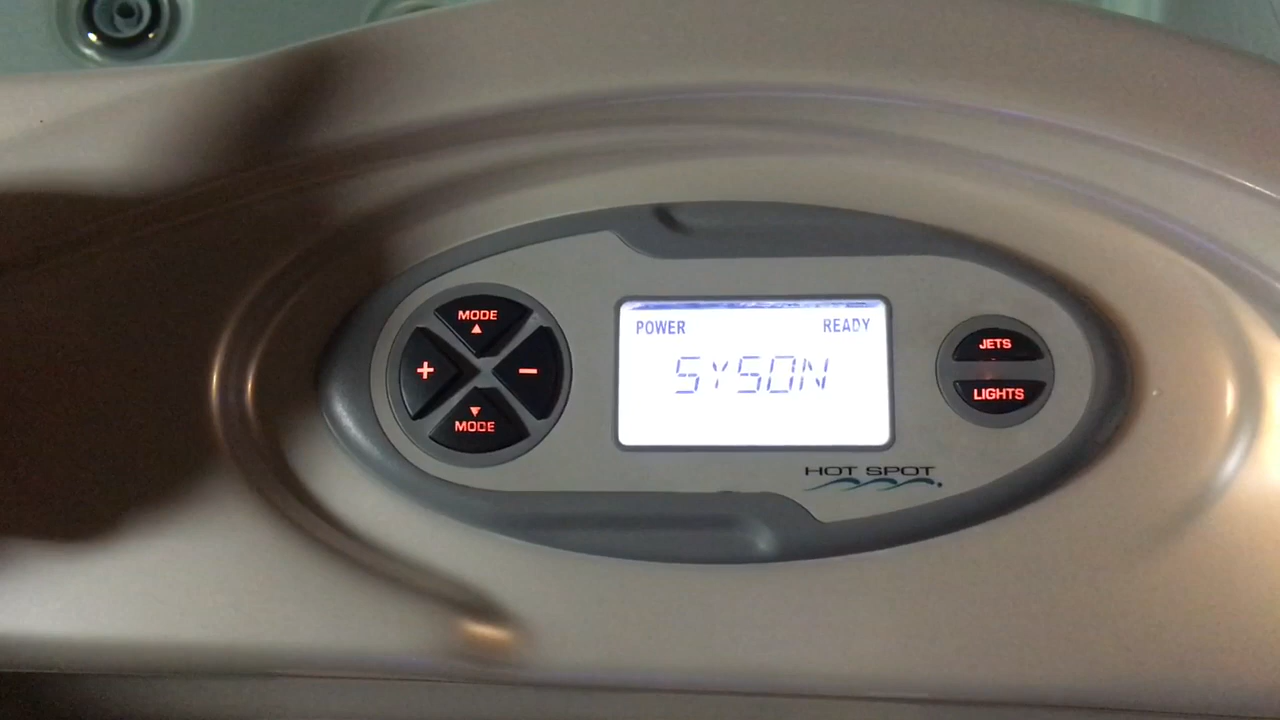 MODE
+
−
MODE
POWER READY
SYSON
JETS
LIGHTS
HOT SPOT